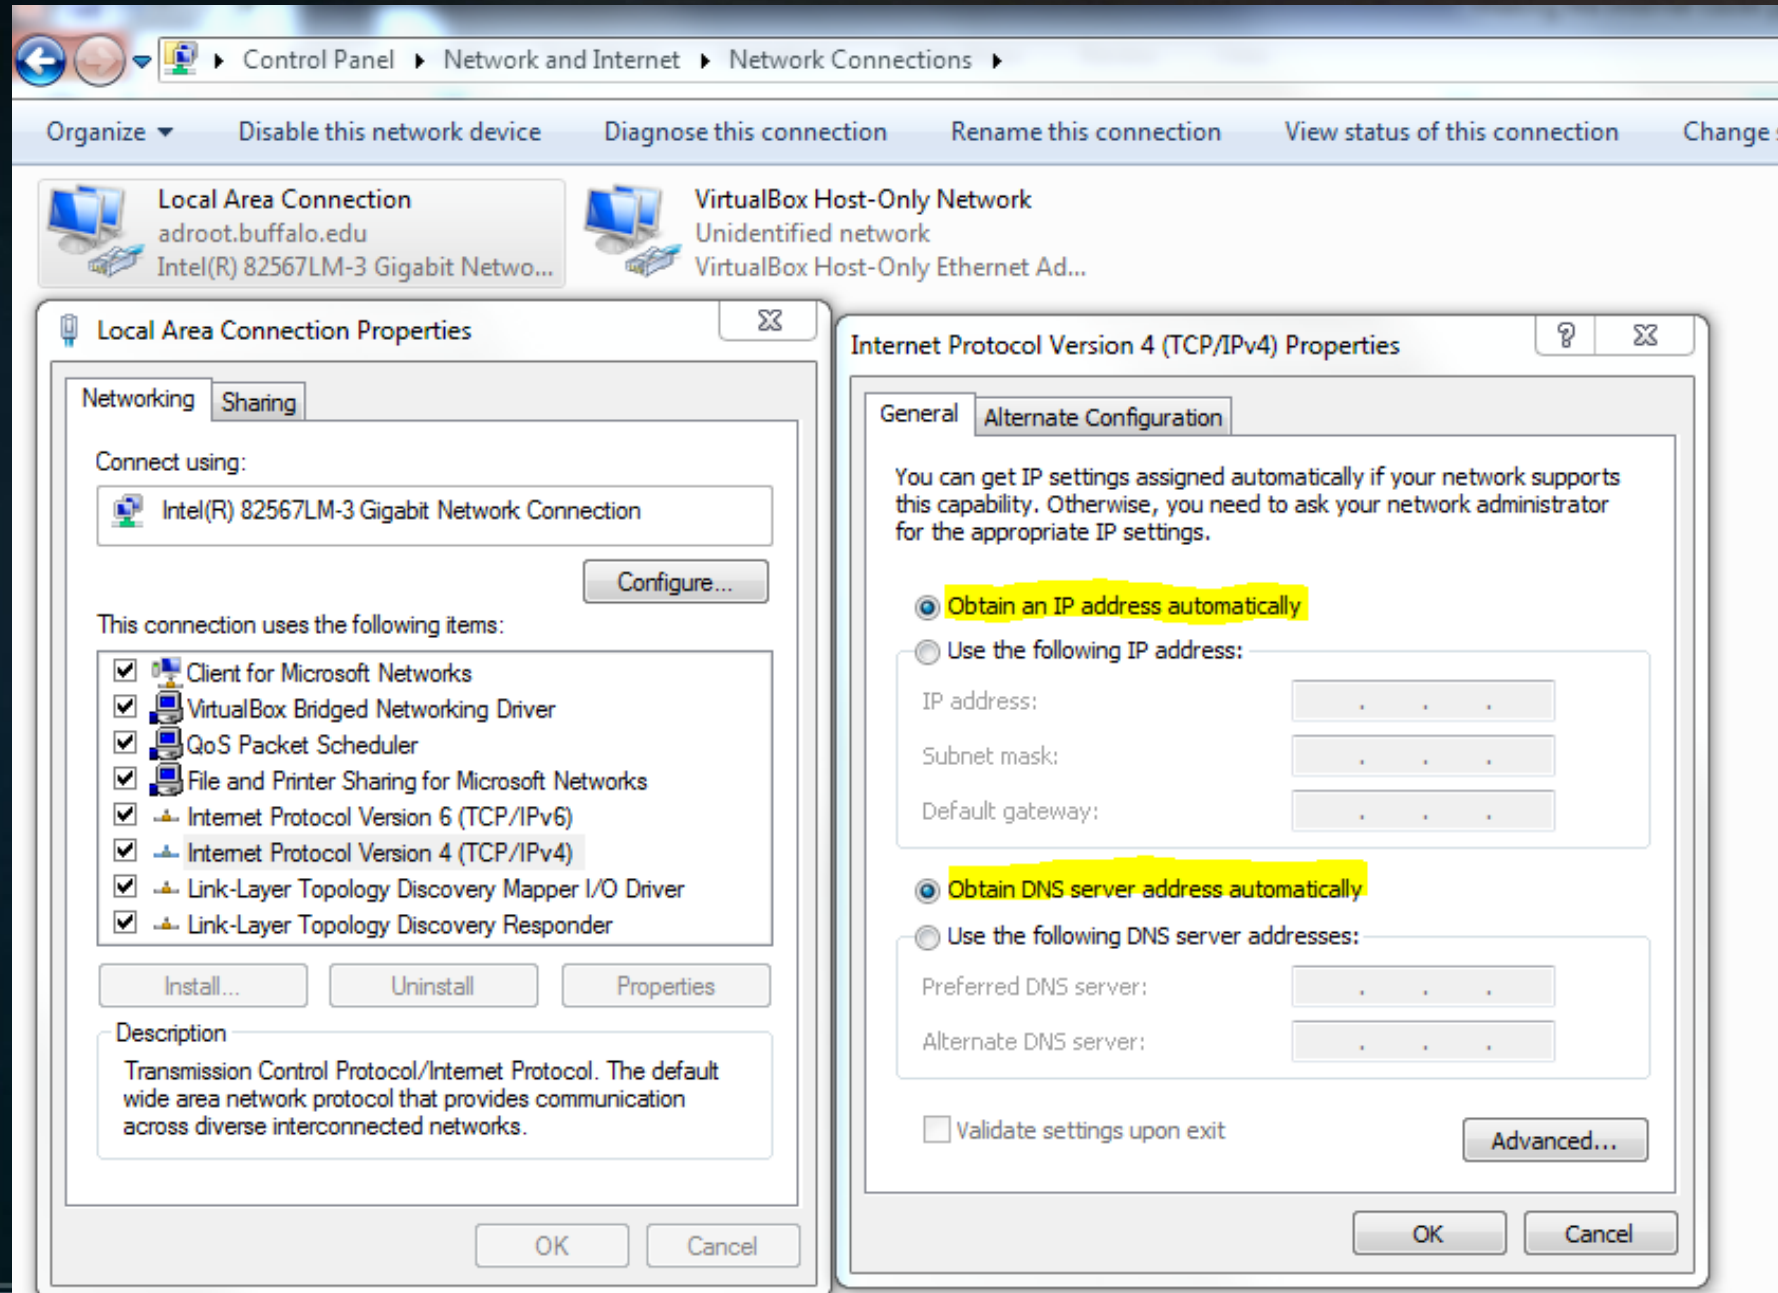 Control Panel Network and Internet Network Connections
Organize Disable this network device Diagnose this connection Rename this connection View status of this connection Change
Local Area Connection
adroot.buffalo.edu
Intel(R) 82567LM-3 Gigabit Netwo...
VirtualBox Host-Only Network
Unidentified network
VirtualBox Host-Only Ethernet Ad...
Local Area Connection Properties
Networking Sharing
Connect using:
Intel(R) 82567LM-3 Gigabit Network Connection
Configure...
This connection uses the following items:
Client for Microsoft Networks
VirtualBox Bridged Networking Driver
QoS Packet Scheduler
File and Printer Sharing for Microsoft Networks
Internet Protocol Version 6 (TCP/IPv6)
Internet Protocol Version 4 (TCP/IPv4)
Link-Layer Topology Discovery Mapper I/O Driver
Link-Layer Topology Discovery Responder
Install... Uninstall Properties
Description
Transmission Control Protocol/Internet Protocol. The default
wide area network protocol that provides communication
across diverse interconnected networks.
OK Cancel
Internet Protocol Version 4 (TCP/IPv4) Properties
General Alternate Configuration
You can get IP settings assigned automatically if your network supports
this capability. Otherwise, you need to ask your network administrator
for the appropriate IP settings.
Obtain an IP address automatically
Use the following IP address:
IP address:
Subnet mask:
Default gateway:
Obtain DNS server address automatically
Use the following DNS server addresses:
Preferred DNS server:
Alternate DNS server:
Validate settings upon exit
Advanced...
OK Cancel